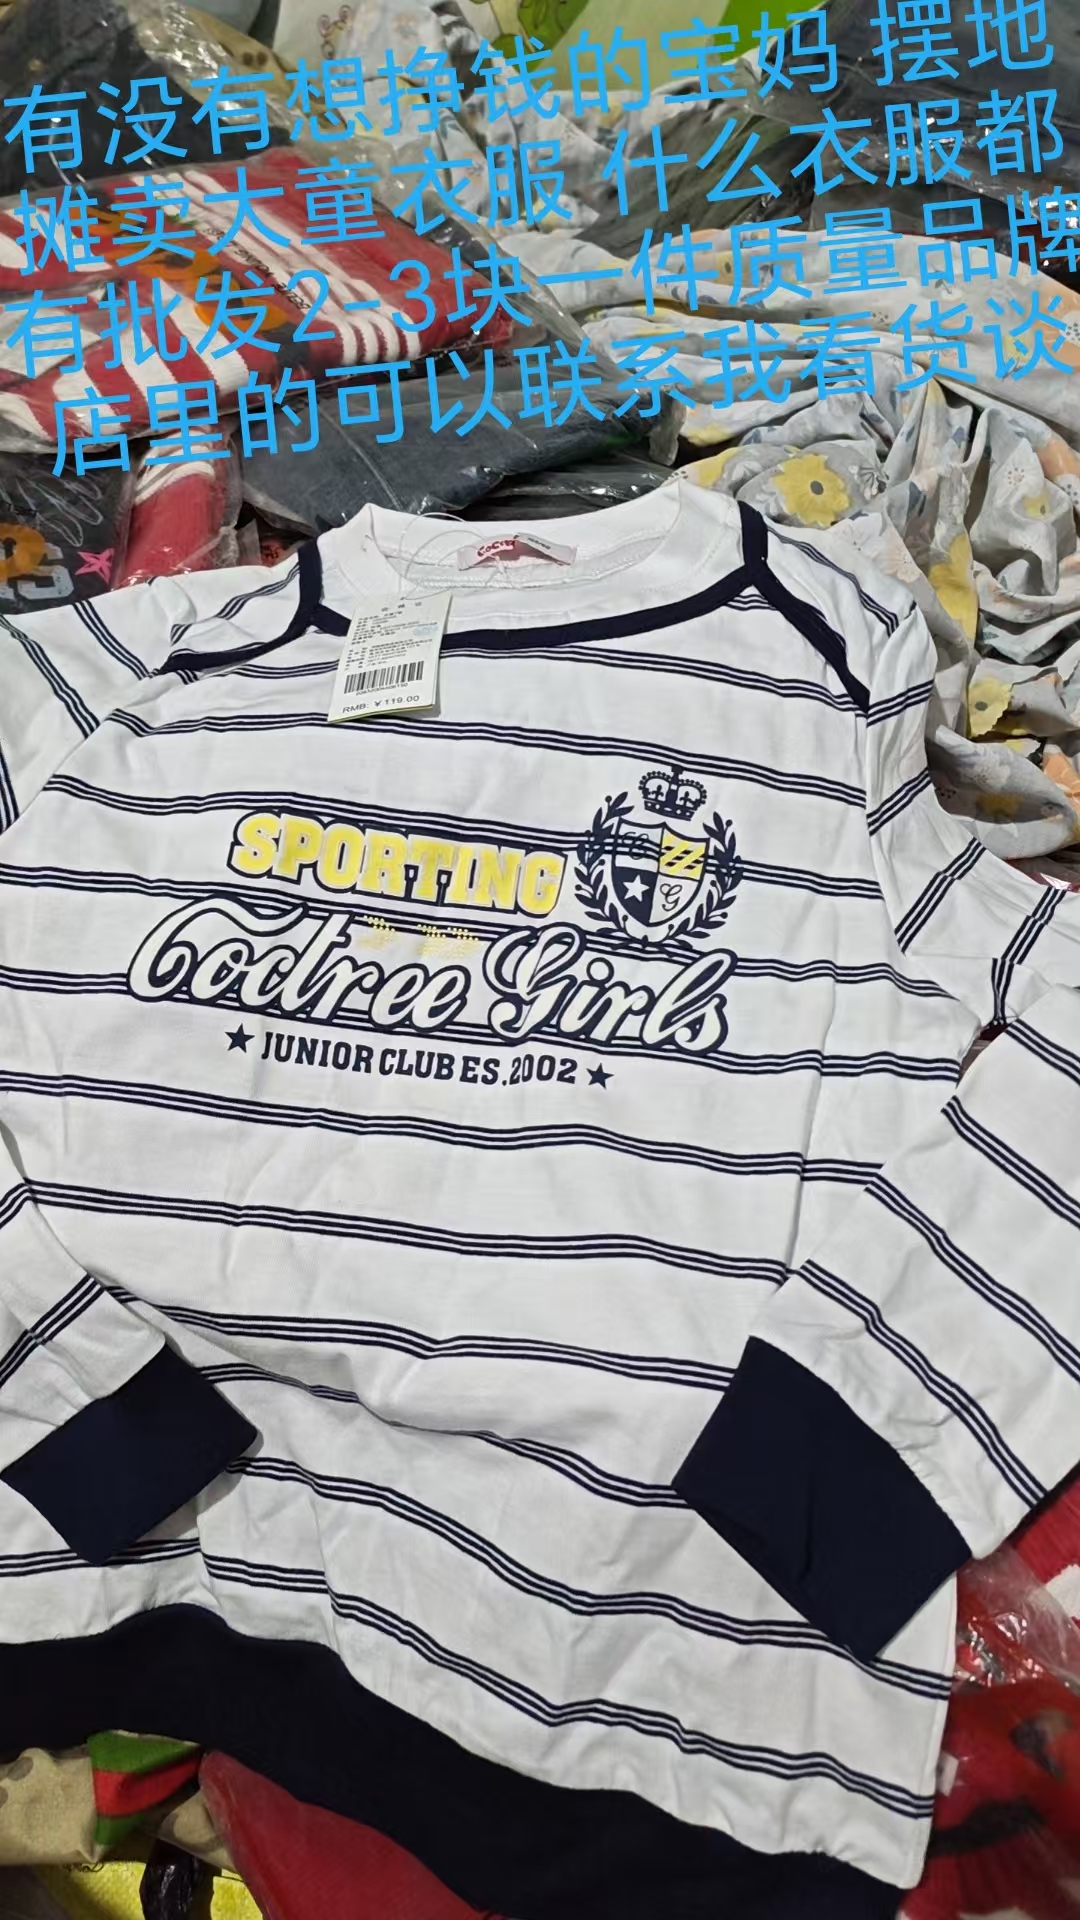 有没有想挣钱的宝妈 摆地
摊卖大童衣服 什么衣服都
有批发2-3块一件质量品牌
店里的可以联系我看货谈
RMB: ￥119.00
SPORTING
Coctree Girls
★ JUNIOR CLUB ES.2002 ★